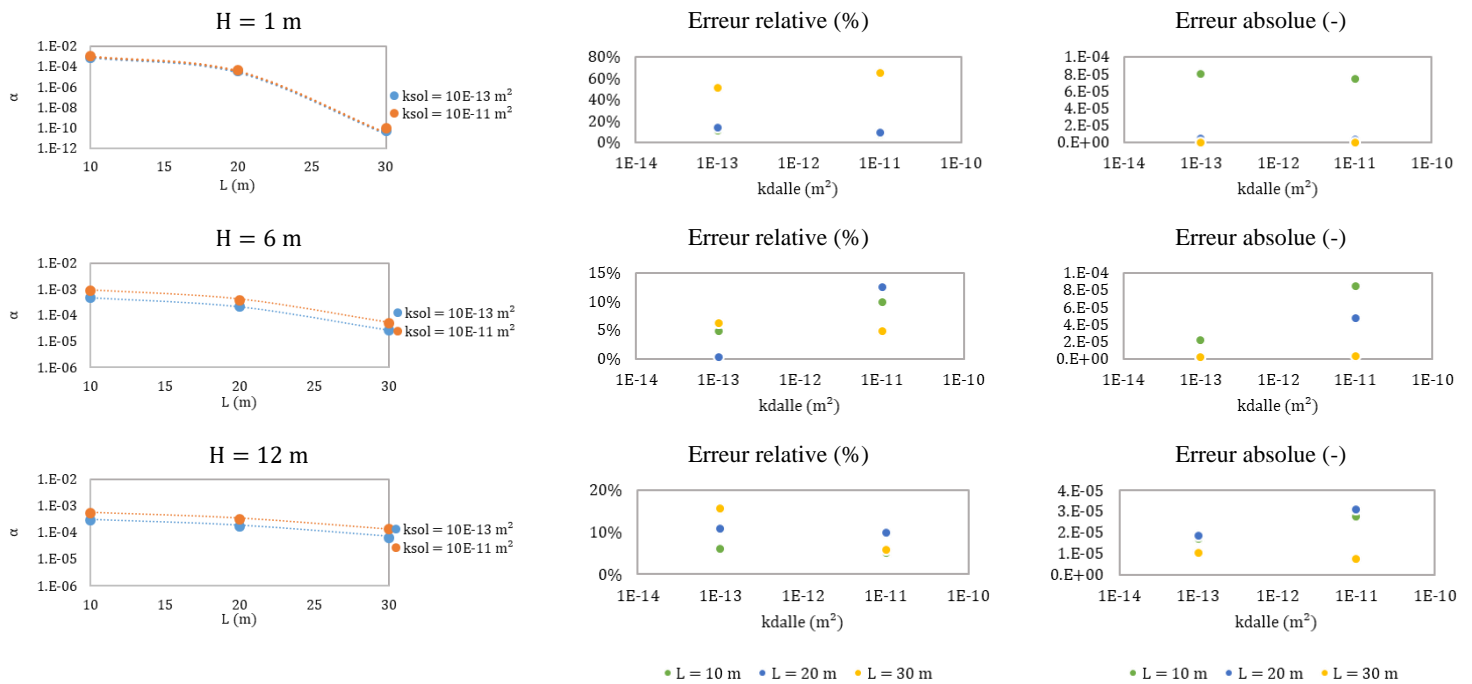 H = 1 m
1.E-02
1.E-04
1.E-06
1.E-08
1.E-10
1.E-12
α
10 15 20 25 30
L (m)
ksol = 10E-13 m²
ksol = 10E-11 m²
Erreur relative (%)
80%
60%
40%
20%
0%
1E-14 1E-13 1E-12 1E-11 1E-10
kdalle (m²)
Erreur absolue (-)
1.E-04
8.E-05
6.E-05
4.E-05
2.E-05
0.E+00
1E-14 1E-13 1E-12 1E-11 1E-10
kdalle (m²)
H = 6 m
1.E-02
1.E-03
1.E-04
1.E-05
1.E-06
α
10 15 20 25 30
L (m)
ksol = 10E-13 m²
ksol = 10E-11 m²
Erreur relative (%)
15%
10%
5%
0%
1E-14 1E-13 1E-12 1E-11 1E-10
kdalle (m²)
Erreur absolue (-)
1.E-04
8.E-05
6.E-05
4.E-05
2.E-05
0.E+00
1E-14 1E-13 1E-12 1E-11 1E-10
kdalle (m²)
H = 12 m
1.E-02
1.E-03
1.E-04
1.E-05
1.E-06
α
10 15 20 25 30
L (m)
ksol = 10E-13 m²
ksol = 10E-11 m²
Erreur relative (%)
20%
10%
0%
1E-14 1E-13 1E-12 1E-11 1E-10
kdalle (m²)
Erreur absolue (-)
4.E-05
3.E-05
2.E-05
1.E-05
0.E+00
1E-14 1E-13 1E-12 1E-11 1E-10
kdalle (m²)
L = 10 m L = 20 m L = 30 m
L = 10 m L = 20 m L = 30 m